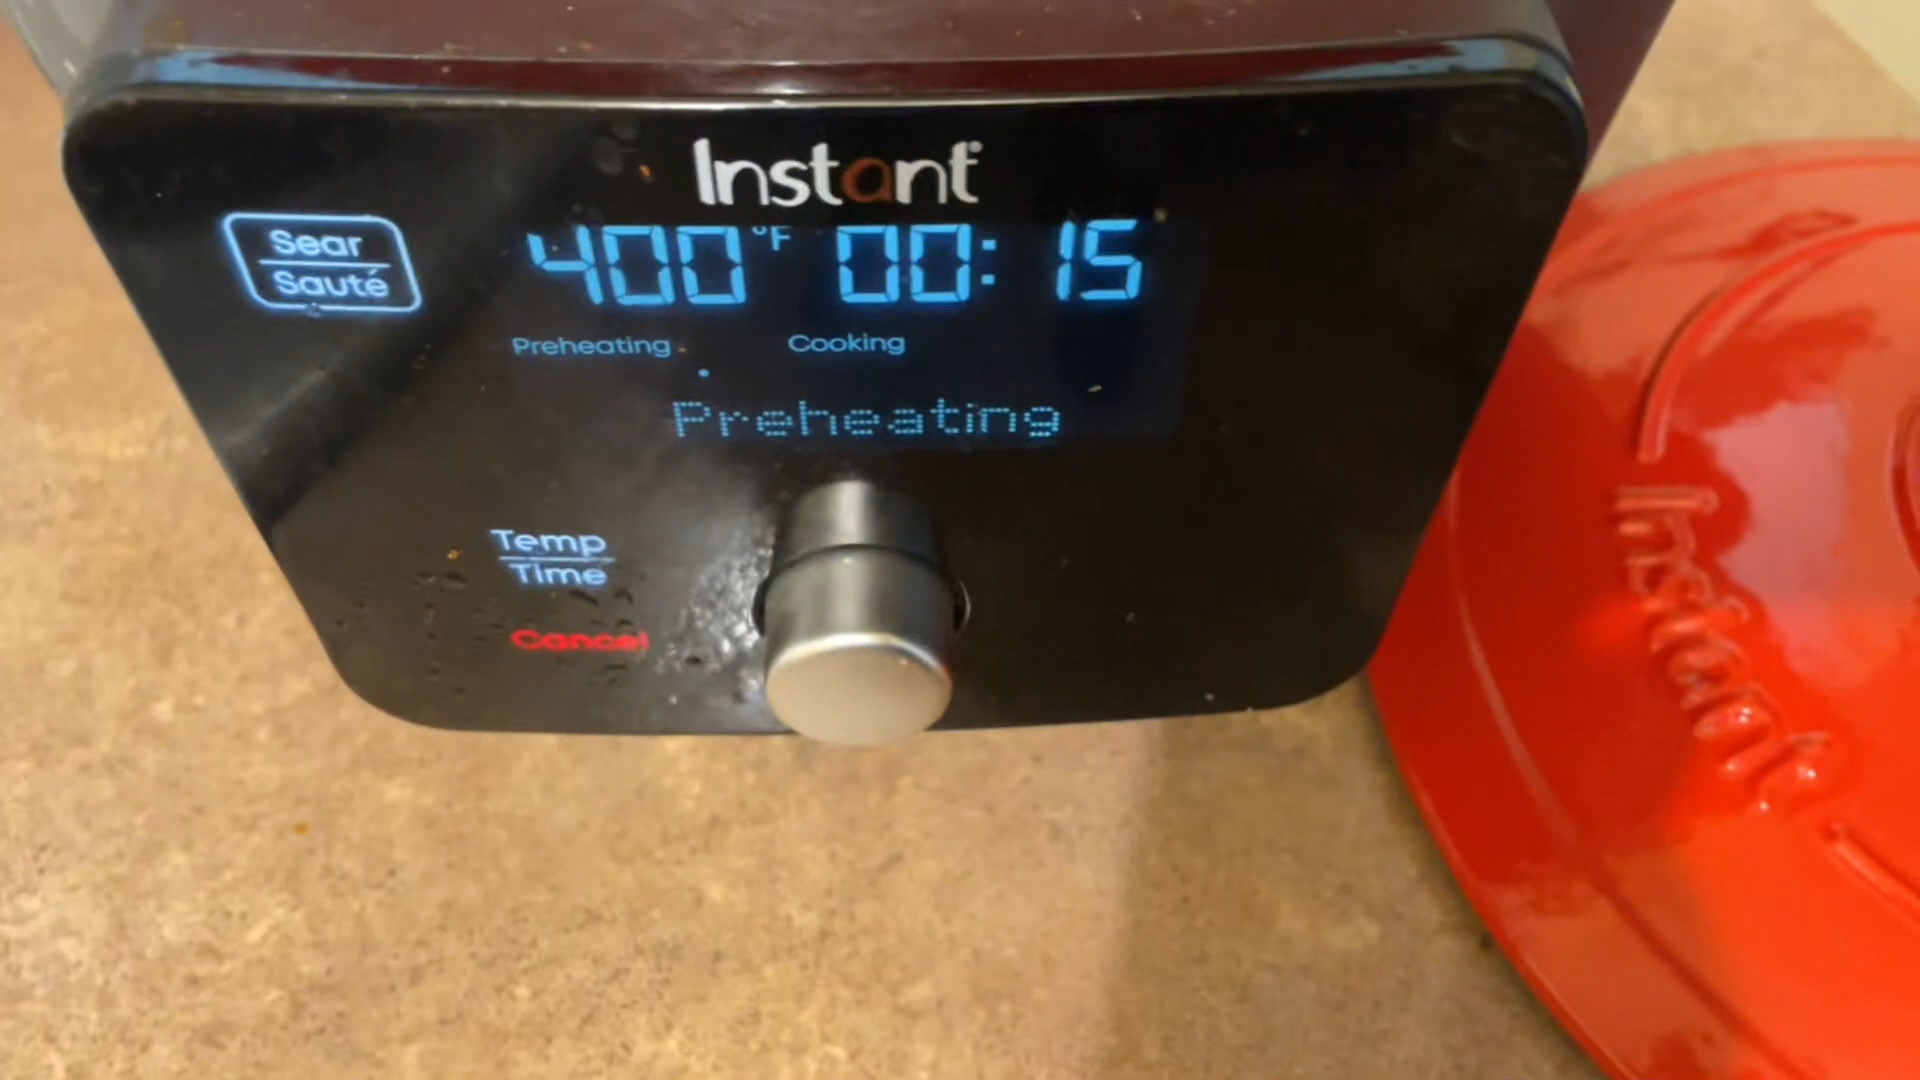 Instant
Sear
Sauté
400°F 00:15
Preheating Cooking
Preheating
Temp
Time
Cancel
Instant